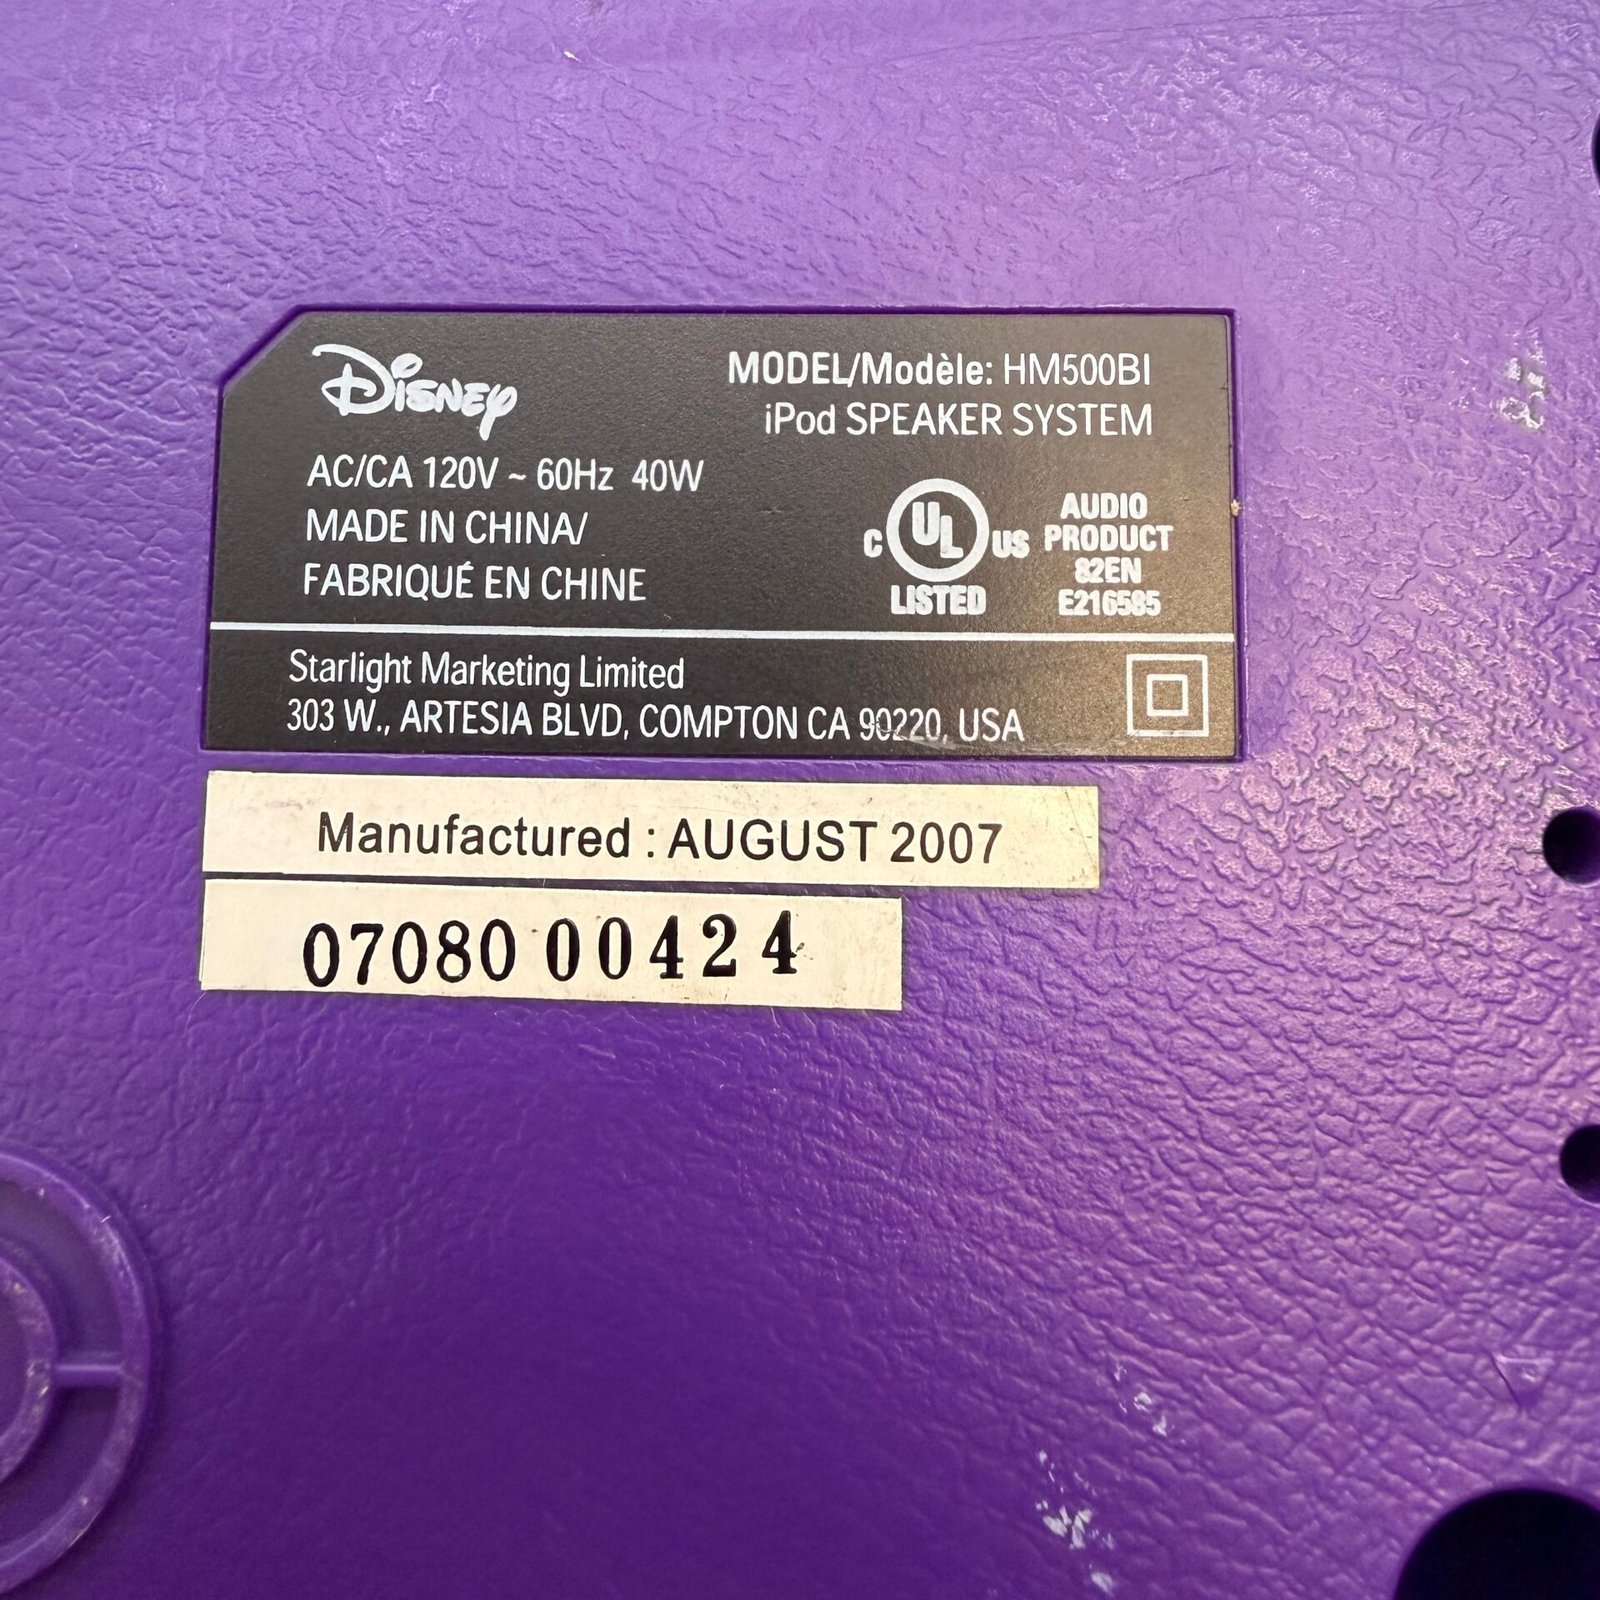 Disney
MODEL/Modèle: HM500BI
iPod SPEAKER SYSTEM
AC/CA 120V ~ 60Hz 40W
MADE IN CHINA/
FABRIQUÉ EN CHINE
C UL US
LISTED
AUDIO
PRODUCT
82EN
E216585
Starlight Marketing Limited
303 W., ARTESIA BLVD, COMPTON CA 90220, USA
Manufactured : AUGUST 2007
07080 00424